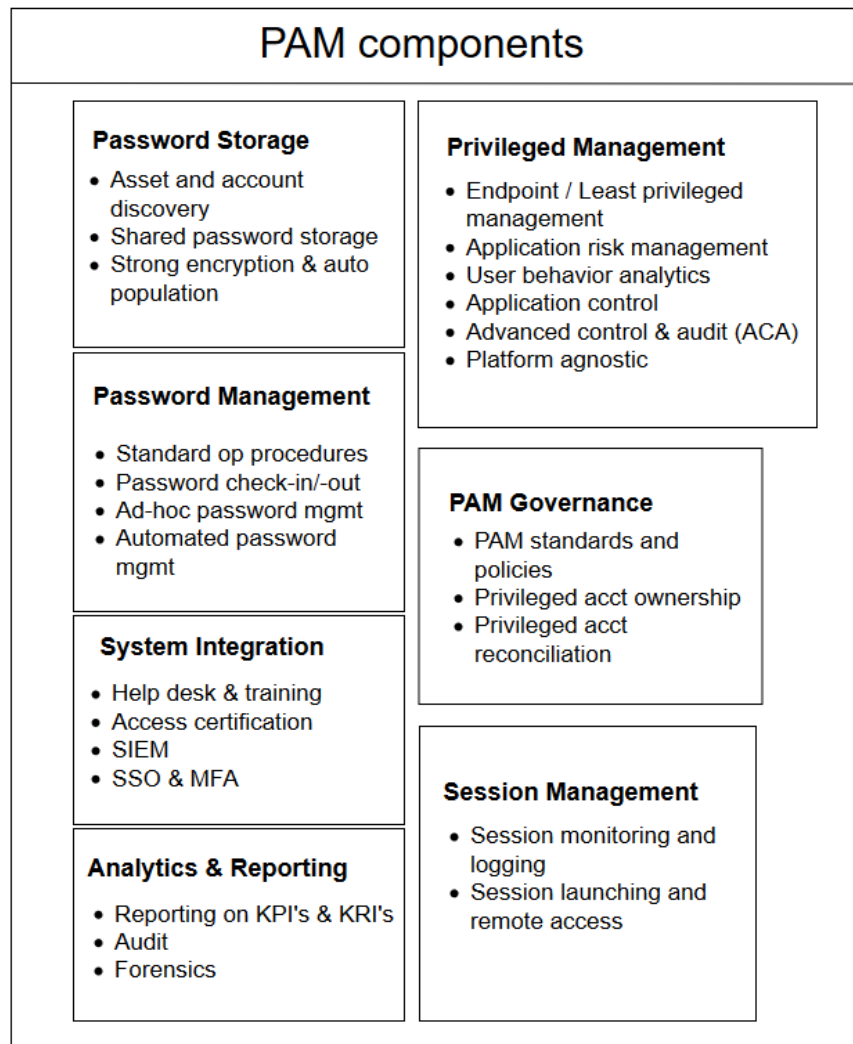 PAM components
Password Storage
• Asset and account
discovery
• Shared password storage
• Strong encryption & auto
population
Password Management
• Standard op procedures
• Password check-in/-out
• Ad-hoc password mgmt
• Automated password
mgmt
System Integration
• Help desk & training
• Access certification
• SIEM
• SSO & MFA
Analytics & Reporting
• Reporting on KPI's & KRI's
• Audit
• Forensics
Privileged Management
• Endpoint / Least privileged
management
• Application risk management
• User behavior analytics
• Application control
• Advanced control & audit (ACA)
• Platform agnostic
PAM Governance
• PAM standards and
policies
• Privileged acct ownership
• Privileged acct
reconciliation
Session Management
• Session monitoring and
logging
• Session launching and
remote access